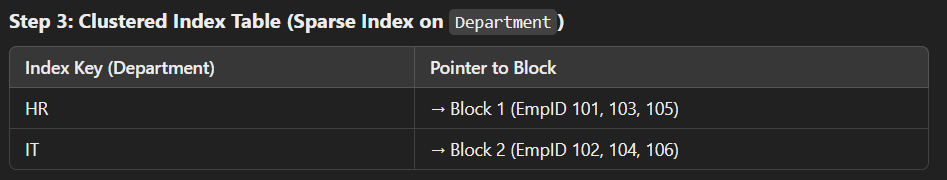 Step 3: Clustered Index Table (Sparse Index on Department)
Index Key (Department) Pointer to Block
HR → Block 1 (EmpID 101, 103, 105)
IT → Block 2 (EmpID 102, 104, 106)